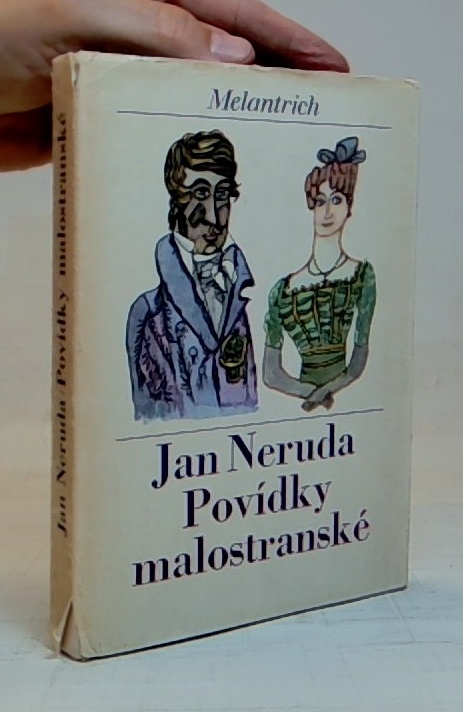 Melantrich
Jan Neruda
Povídky
malostranské
Jan Neruda / Povídky malostranské